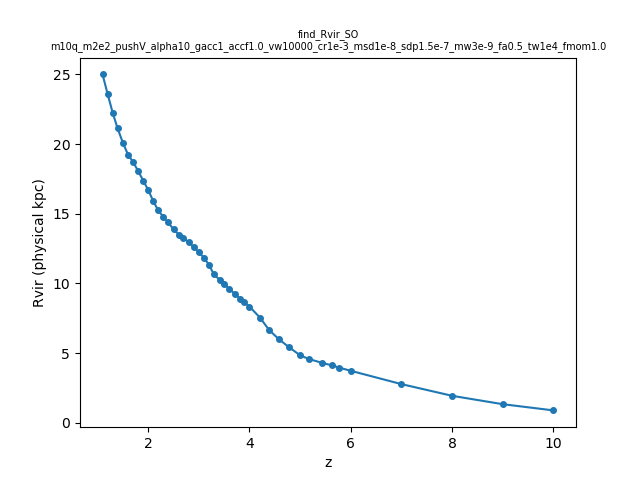 find_Rvir_SO
m10q_m2e2_pushV_alpha10_gacc1_accf1.0_vw10000_cr1e-3_msd1e-8_sdp1.5e-7_mw3e-9_fa0.5_tw1e4_fmom1.0
25
20
15
10
5
0
Rvir (physical kpc)
2
4
6
8
10
z